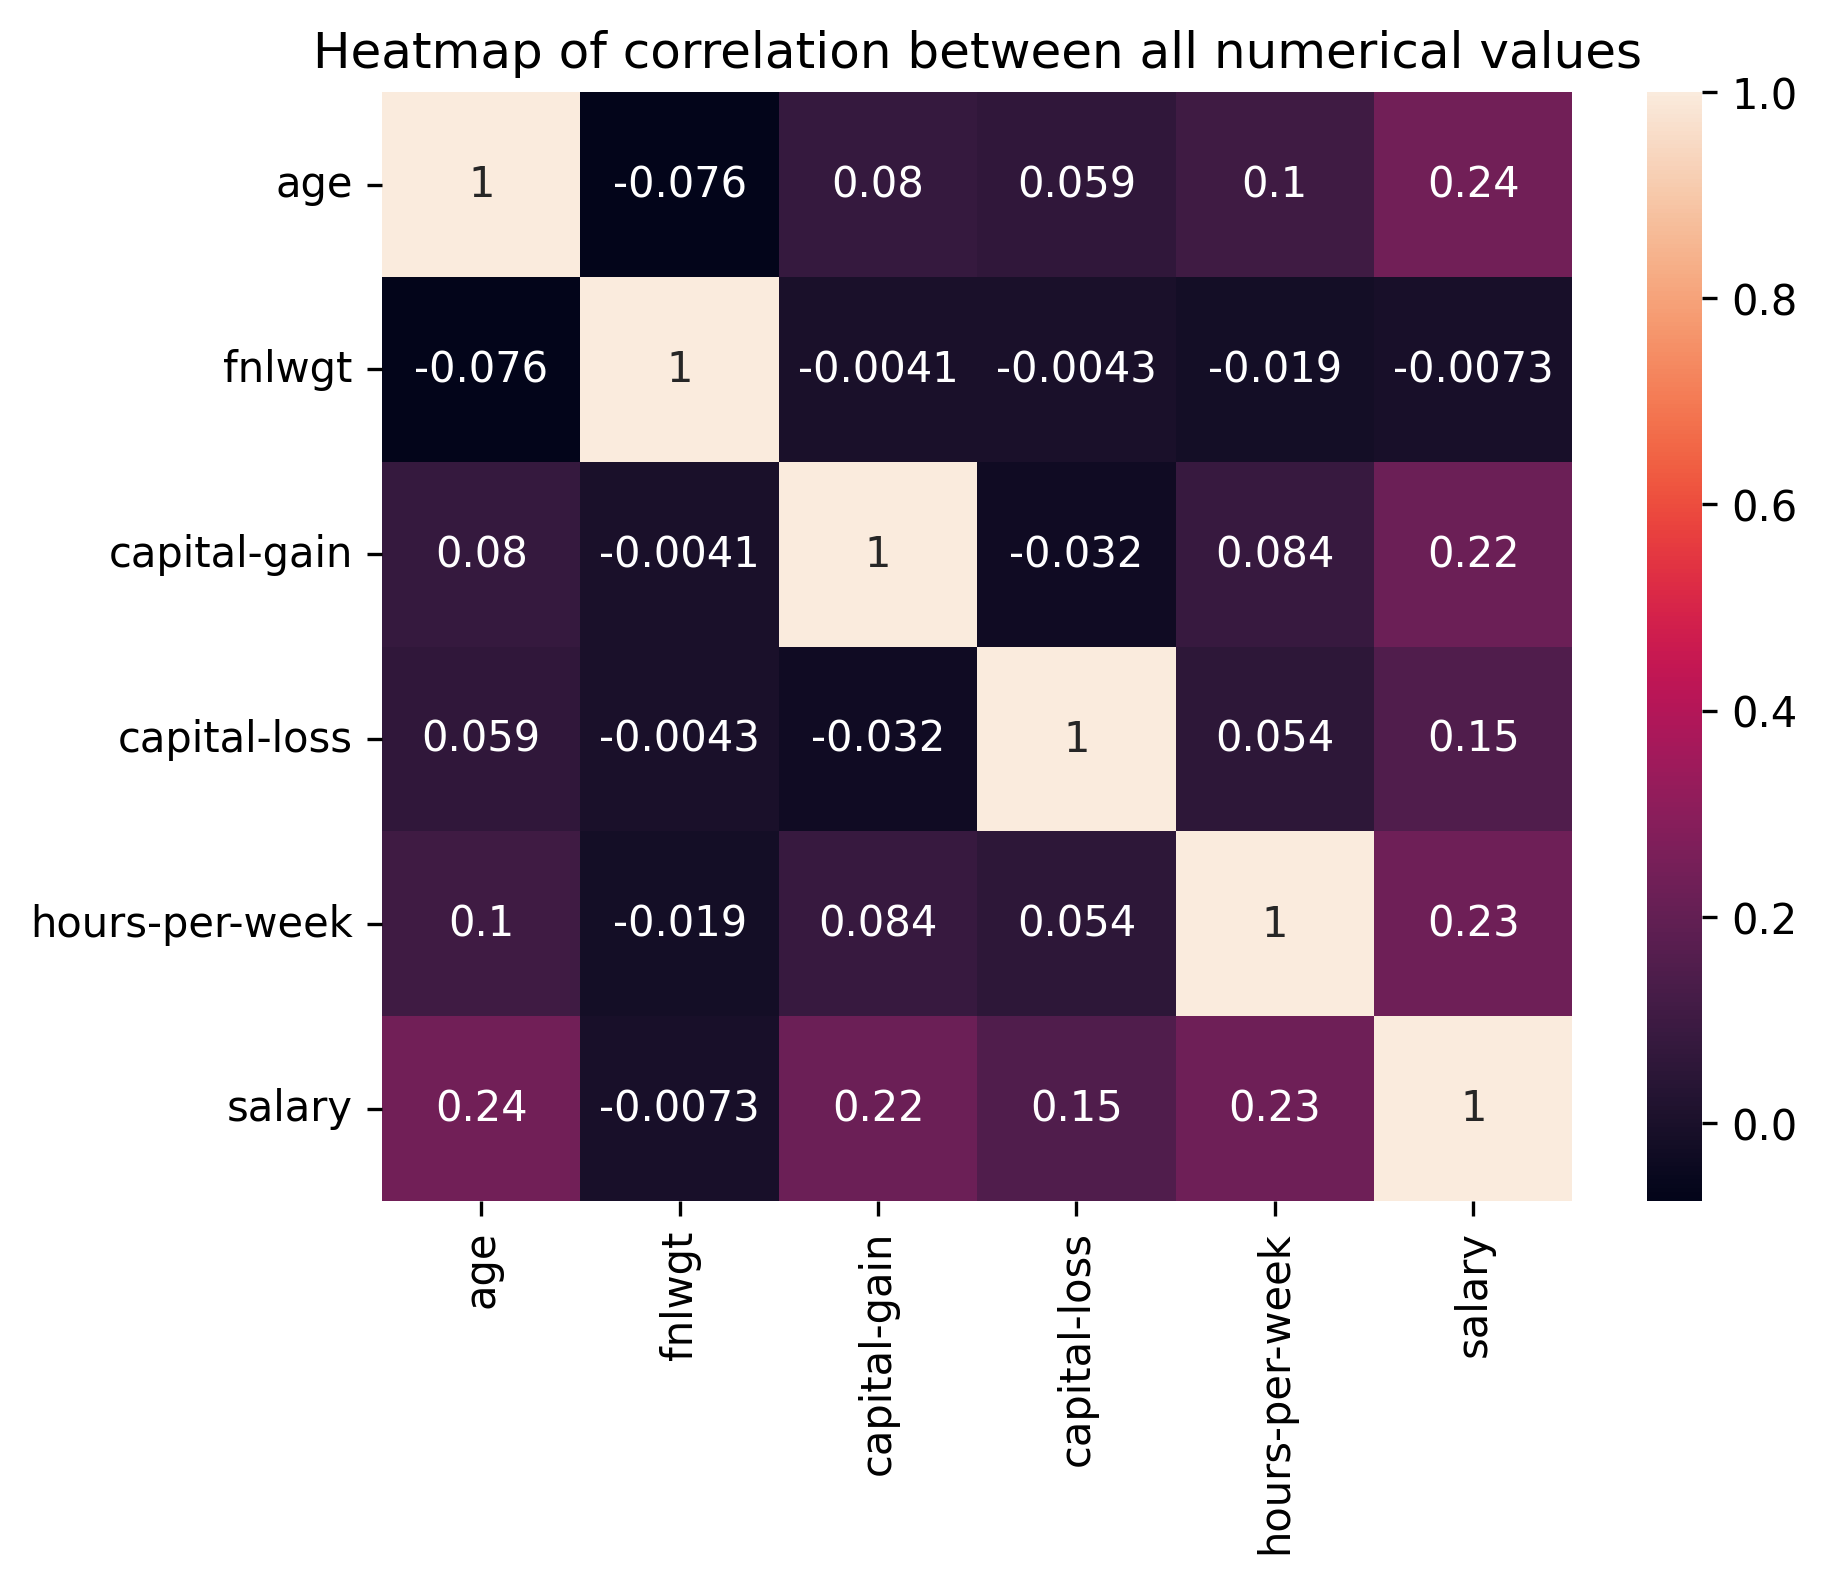 Heatmap of correlation between all numerical values
age 1 -0.076 0.08 0.059 0.1 0.24
fnlwgt -0.076 1 -0.0041 -0.0043 -0.019 -0.0073
capital-gain 0.08 -0.0041 1 -0.032 0.084 0.22
capital-loss 0.059 -0.0043 -0.032 1 0.054 0.15
hours-per-week 0.1 -0.019 0.084 0.054 1 0.23
salary 0.24 -0.0073 0.22 0.15 0.23 1
age
fnlwgt
capital-gain
capital-loss
hours-per-week
salary
1.0
0.8
0.6
0.4
0.2
0.0